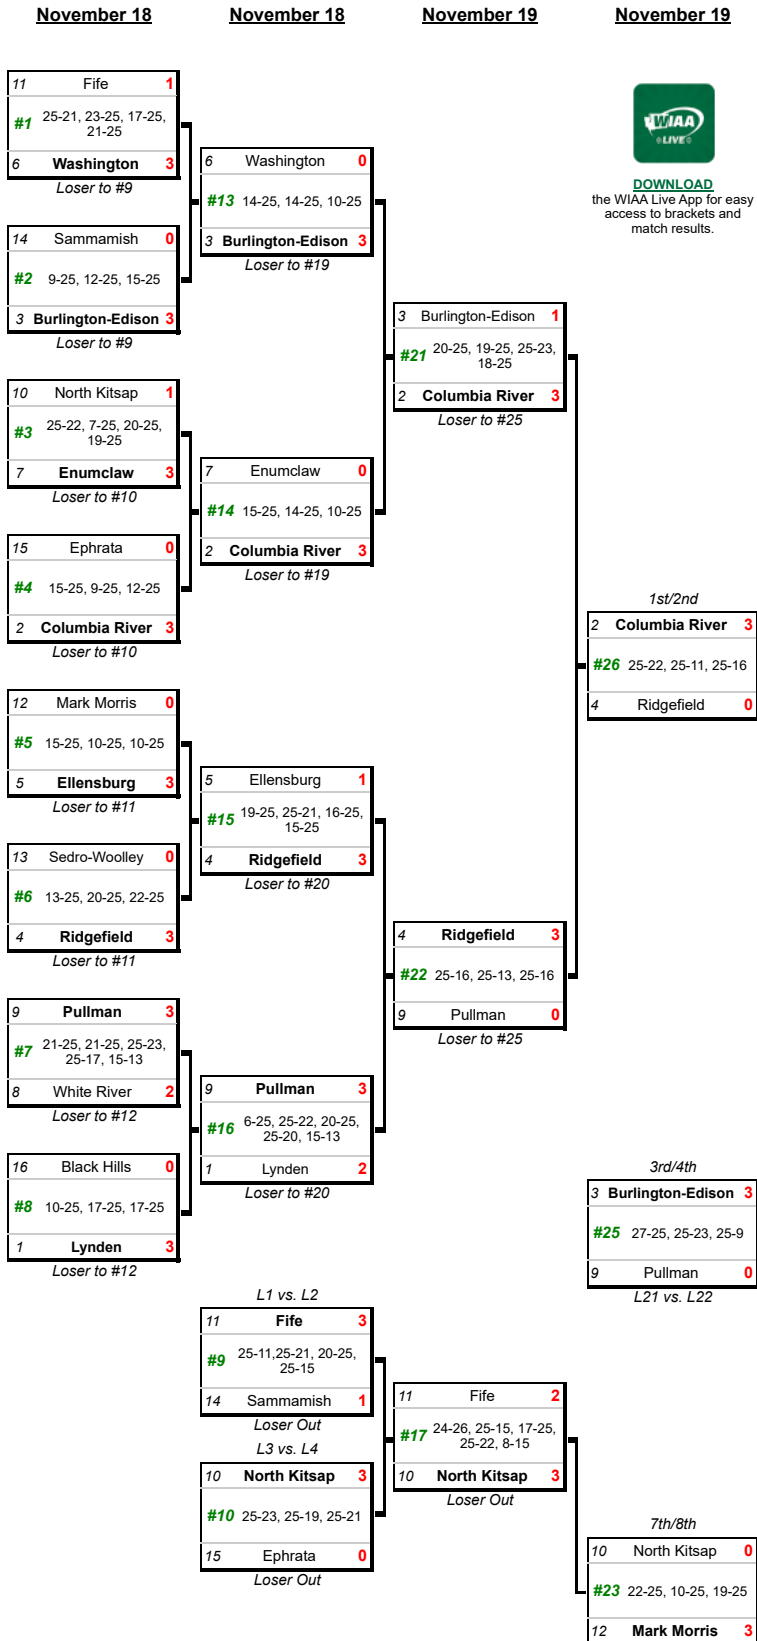 November 18
November 18
November 19
November 19
11 Fife 1
#1 25-21, 23-25, 17-25,
21-25
6 Washington 3
Loser to #9
14 Sammamish 0
#2 9-25, 12-25, 15-25
3 Burlington-Edison 3
Loser to #9
10 North Kitsap 1
#3 25-22, 7-25, 20-25,
19-25
7 Enumclaw 3
Loser to #10
15 Ephrata 0
#4 15-25, 9-25, 12-25
2 Columbia River 3
Loser to #10
12 Mark Morris 0
#5 15-25, 10-25, 10-25
5 Ellensburg 3
Loser to #11
13 Sedro-Woolley 0
#6 13-25, 20-25, 22-25
4 Ridgefield 3
Loser to #11
9 Pullman 3
#7 21-25, 21-25, 25-23,
25-17, 15-13
8 White River 2
Loser to #12
16 Black Hills 0
#8 10-25, 17-25, 17-25
1 Lynden 3
Loser to #12
6 Washington 0
#13 14-25, 14-25, 10-25
3 Burlington-Edison 3
Loser to #19
7 Enumclaw 0
#14 15-25, 14-25, 10-25
2 Columbia River 3
Loser to #19
5 Ellensburg 1
#15 19-25, 25-21, 16-25,
15-25
4 Ridgefield 3
Loser to #20
9 Pullman 3
#16 6-25, 25-22, 20-25,
25-20, 15-13
1 Lynden 2
Loser to #20
L1 vs. L2
11 Fife 3
#9 25-11,25-21, 20-25,
25-15
14 Sammamish 1
Loser Out
L3 vs. L4
10 North Kitsap 3
#10 25-23, 25-19, 25-21
15 Ephrata 0
Loser Out
3 Burlington-Edison 1
#21 20-25, 19-25, 25-23,
18-25
2 Columbia River 3
Loser to #25
4 Ridgefield 3
#22 25-16, 25-13, 25-16
9 Pullman 0
Loser to #25
11 Fife 2
#17 24-26, 25-15, 17-25,
25-22, 8-15
10 North Kitsap 3
Loser Out
WIAA
LIVE
DOWNLOAD
the WIAA Live App for easy
access to brackets and
match results.
1st/2nd
2 Columbia River 3
#26 25-22, 25-11, 25-16
4 Ridgefield 0
3rd/4th
3 Burlington-Edison 3
#25 27-25, 25-23, 25-9
9 Pullman 0
L21 vs. L22
7th/8th
10 North Kitsap 0
#23 22-25, 10-25, 19-25
12 Mark Morris 3